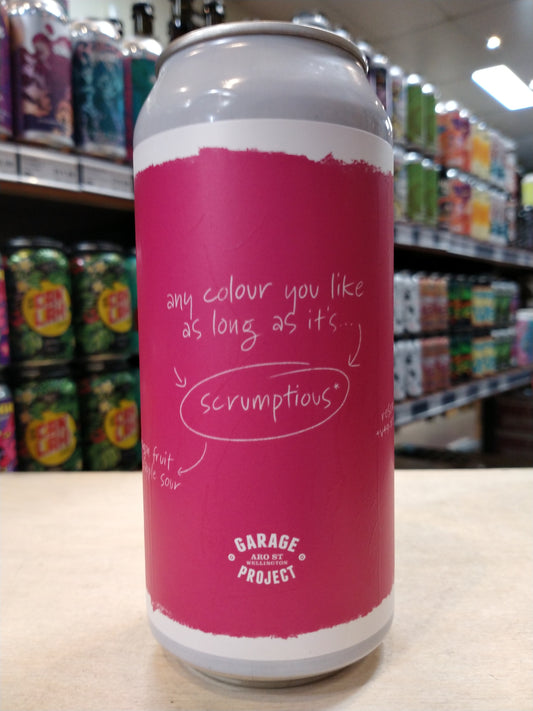 any colour you like
as long as it's...
scrumptious*
fruit
sour
GARAGE
ARO ST
WELLINGTON
PROJECT